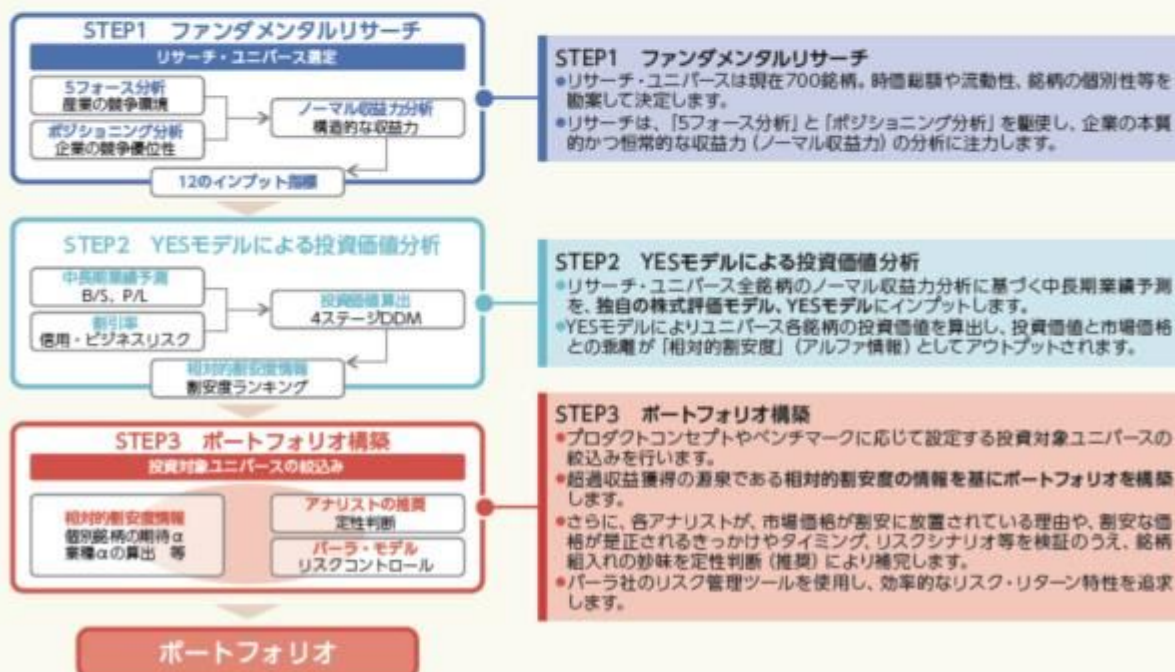 STEP1 ファンダメンタルリサーチ
リサーチ・ユニバース選定
5フォース分析
産業の競争環境
ポジショニング分析
企業の競争優位性
ノーマル収益力分析
構造的な収益力
12のインプット指標
STEP1 ファンダメンタルリサーチ
●リサーチ・ユニバースは現在700銘柄。時価総額や流動性、銘柄の個別性等を
勘案して決定します。
●リサーチは、「5フォース分析」と「ポジショニング分析」を駆使し、企業の本質
的かつ恒常的な収益力（ノーマル収益力）の分析に注力します。
STEP2 YESモデルによる投資価値分析
中長期業績予測
B/S、P/L
割引率
信用・ビジネスリスク
投資価値算出
4ステージDDM
相対的割安度情報
割安度ランキング
STEP2 YESモデルによる投資価値分析
●リサーチ・ユニバース全銘柄のノーマル収益力分析に基づく中長期業績予測
を、独自の株式評価モデル、YESモデルにインプットします。
●YESモデルによりユニバース各銘柄の投資価値を算出し、投資価値と市場価格
との乖離が「相対的割安度」（アルファ情報）としてアウトプットされます。
STEP3 ポートフォリオ構築
投資対象ユニバースの絞込み
相対的割安度情報
個別銘柄の期待α
業種αの算出 等
アナリストの推奨
定性判断
バーラ・モデル
リスクコントロール
STEP3 ポートフォリオ構築
●プロダクトコンセプトやベンチマークに応じて設定する投資対象ユニバースの
絞込みを行います。
●超過収益獲得の源泉である相対的割安度の情報を基にポートフォリオを構築
します。
●さらに、各アナリストが、市場価格が割安に放置されている理由や、割安な価
格が是正されるきっかけやタイミング、リスクシナリオ等を検証のうえ、銘柄
組入れの妙味を定性判断（推奨）により補完します。
●バーラ社のリスク管理ツールを使用し、効率的なリスク・リターン特性を追求
します。
ポートフォリオ